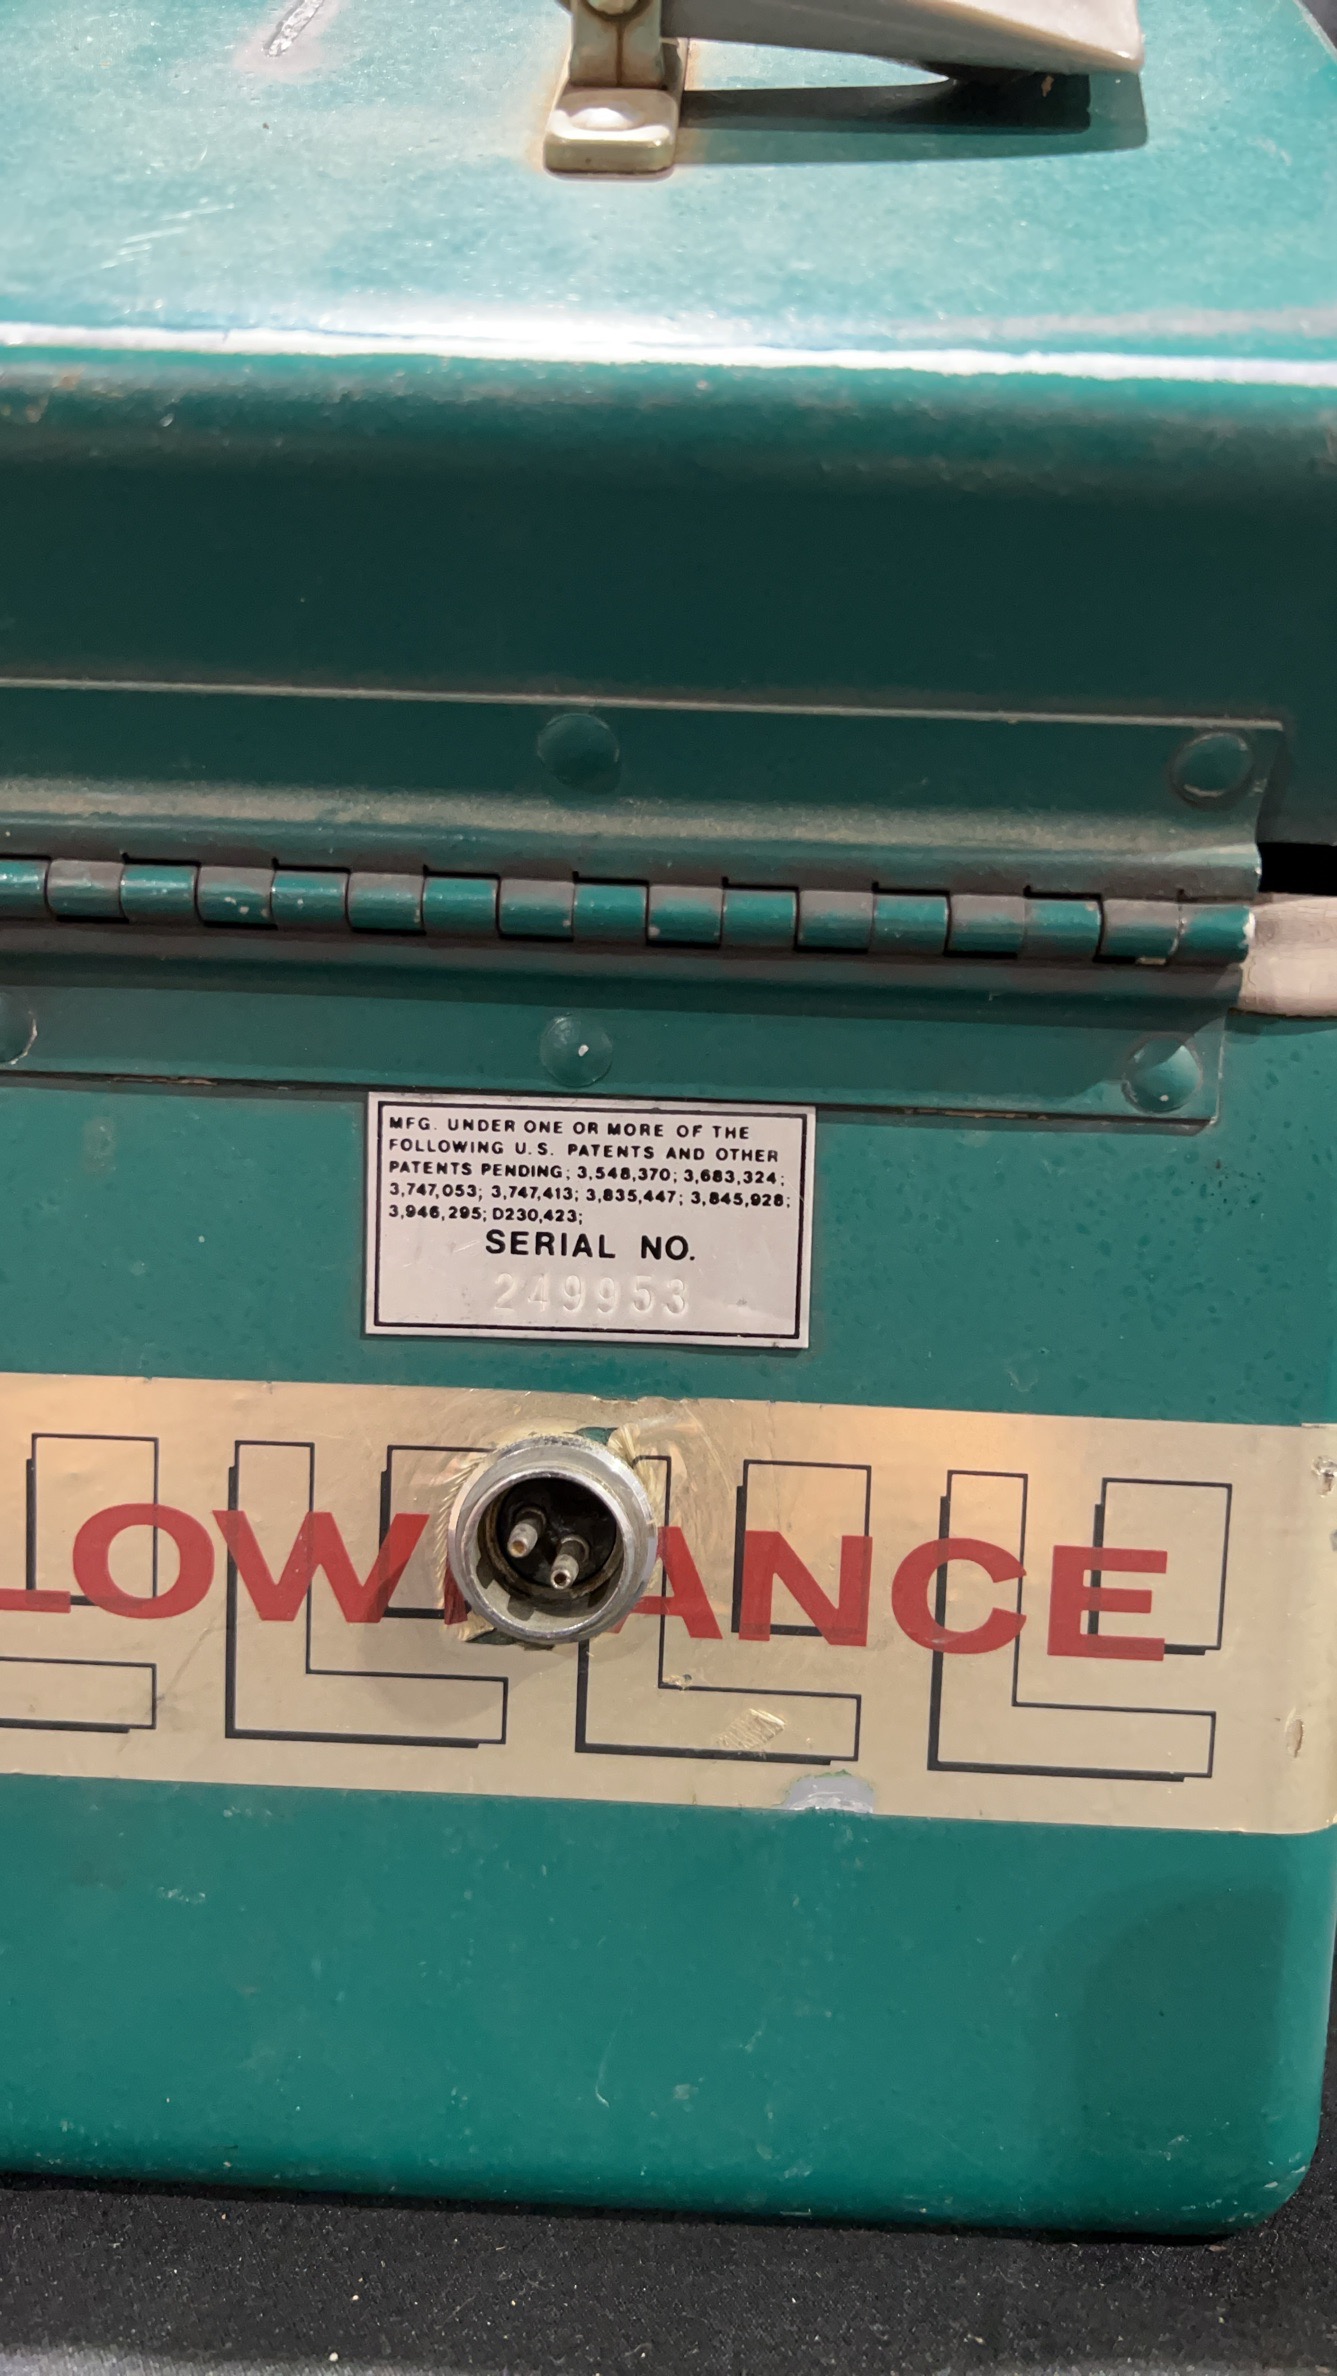 MFG. UNDER ONE OR MORE OF THE
FOLLOWING U.S. PATENTS AND OTHER
PATENTS PENDING; 3,548,370; 3,683,324;
3,747,053; 3,747,413; 3,835,447; 3,845,928;
3,946,295; D230,423;
SERIAL NO.
249953
LOWRANCE